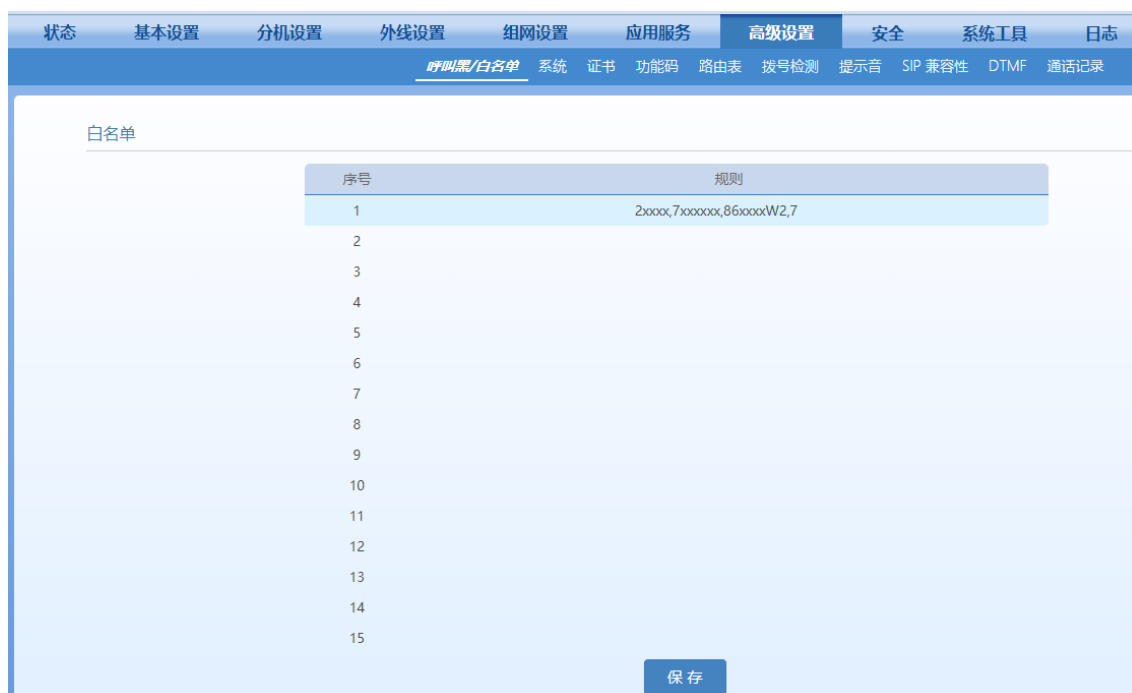 状态 基本设置 分机设置 外线设置 组网设置 应用服务 高级设置 安全 系统工具 日志
呼叫黑/白名单 系统 证书 功能码 路由表 拨号检测 提示音 SIP 兼容性 DTMF 通话记录
白名单
序号 规则
1 2xxxx,7xxxxxx,86xxxxW2,7
2
3
4
5
6
7
8
9
10
11
12
13
14
15
保存